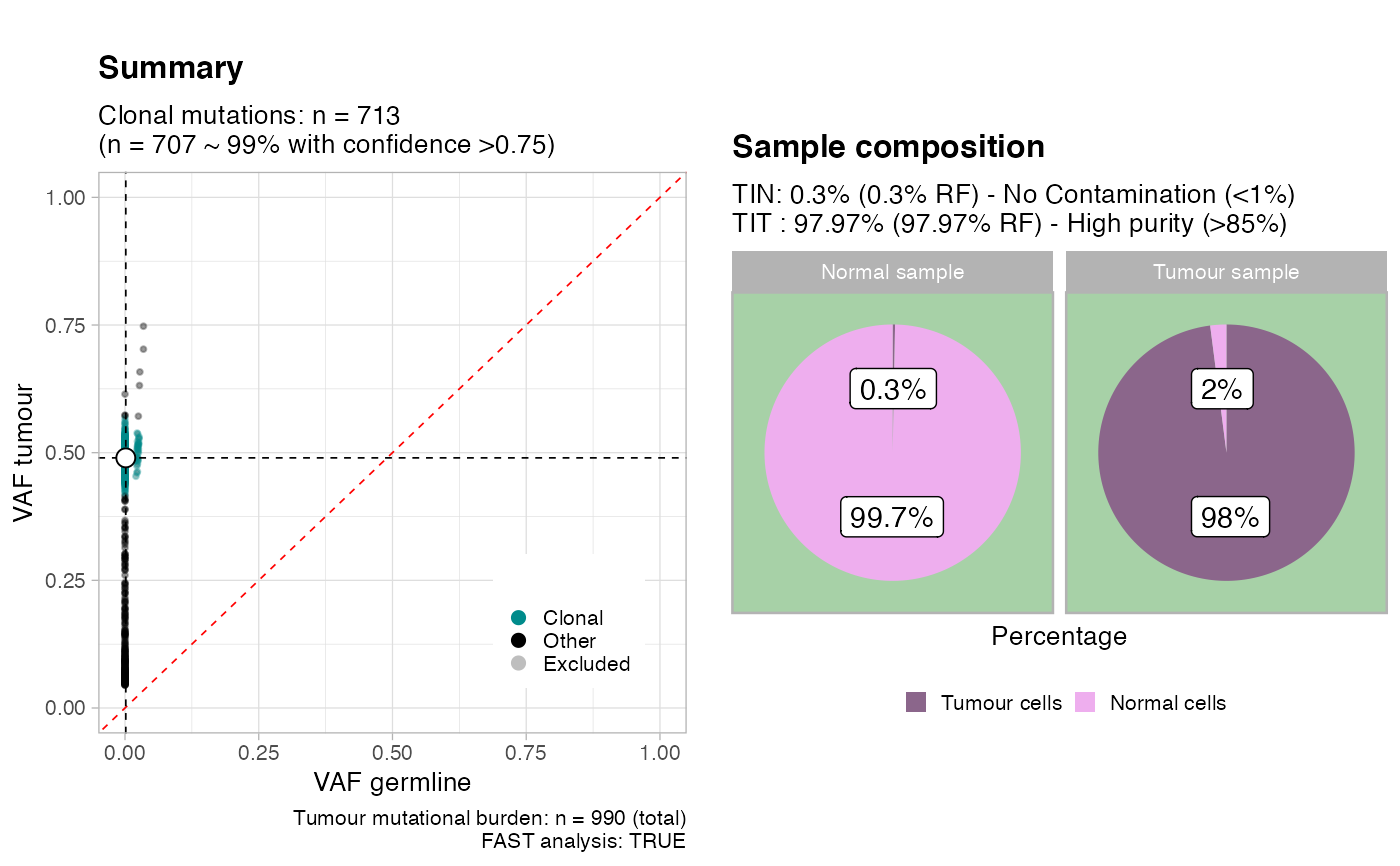 Summary
Clonal mutations: n = 713
(n = 707 ~ 99% with confidence >0.75)
1.00
0.75
0.50
0.25
0.00
VAF tumour
Clonal
Other
Excluded
0.00 0.25 0.50 0.75 1.00
VAF germline
Tumour mutational burden: n = 990 (total)
FAST analysis: TRUE
Sample composition
TIN: 0.3% (0.3% RF) - No Contamination (<1%)
TIT : 97.97% (97.97% RF) - High purity (>85%)
Normal sample
0.3%
99.7%
Tumour sample
2%
98%
Percentage
Tumour cells Normal cells